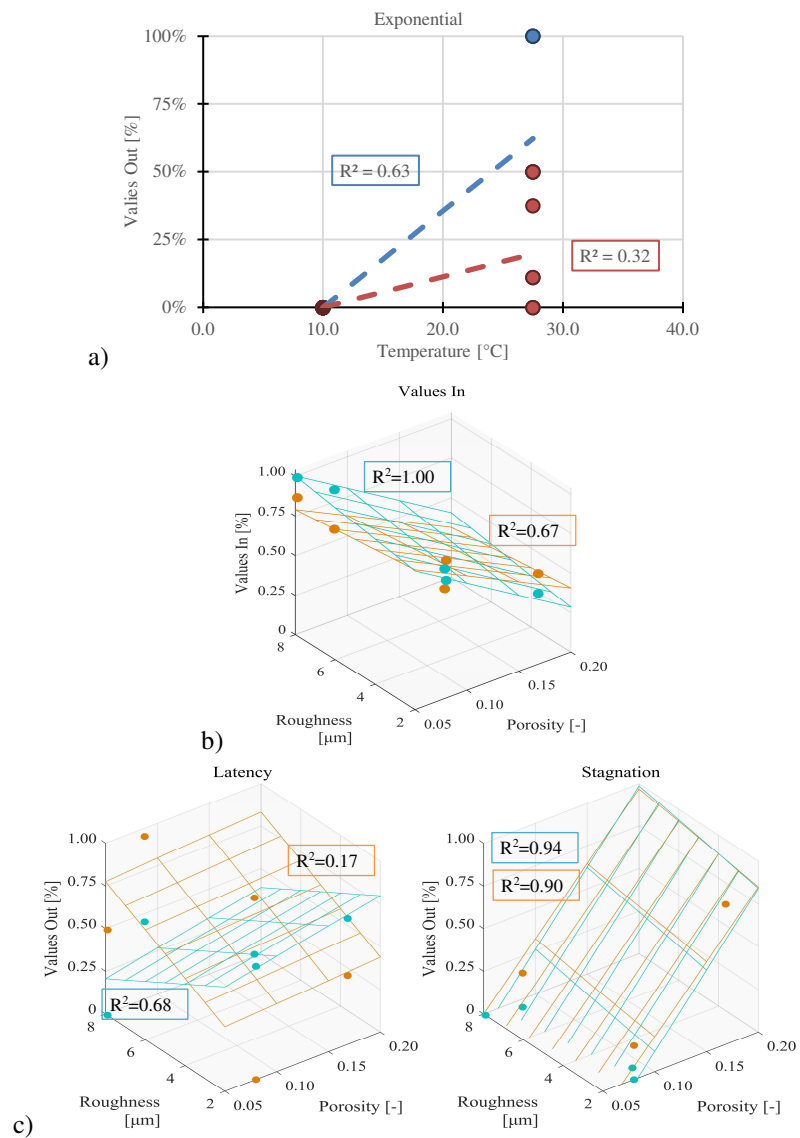 Exponential
100%
75%
50%
25%
0%
Valies Out [%]
R² = 0.63
R² = 0.32
0.0 10.0 20.0 30.0 40.0
Temperature [°C]
a)
Values In
1.00
0.75
0.50
0.25
0
Values In [%]
R²=1.00
R²=0.67
8 6 4 2
0.05 0.10 0.15 0.20
Roughness
[μm]
Porosity [-]
b)
Latency
1.00
0.75
0.50
0.25
0
Values Out [%]
R²=0.17
R²=0.68
8 6 4 2
0.05 0.10 0.15 0.20
Roughness
[μm]
Porosity [-]
Stagnation
1.00
0.75
0.50
0.25
0
Values Out [%]
R²=0.94
R²=0.90
8 6 4 2
0.05 0.10 0.15 0.20
Roughness
[μm]
Porosity [-]
c)